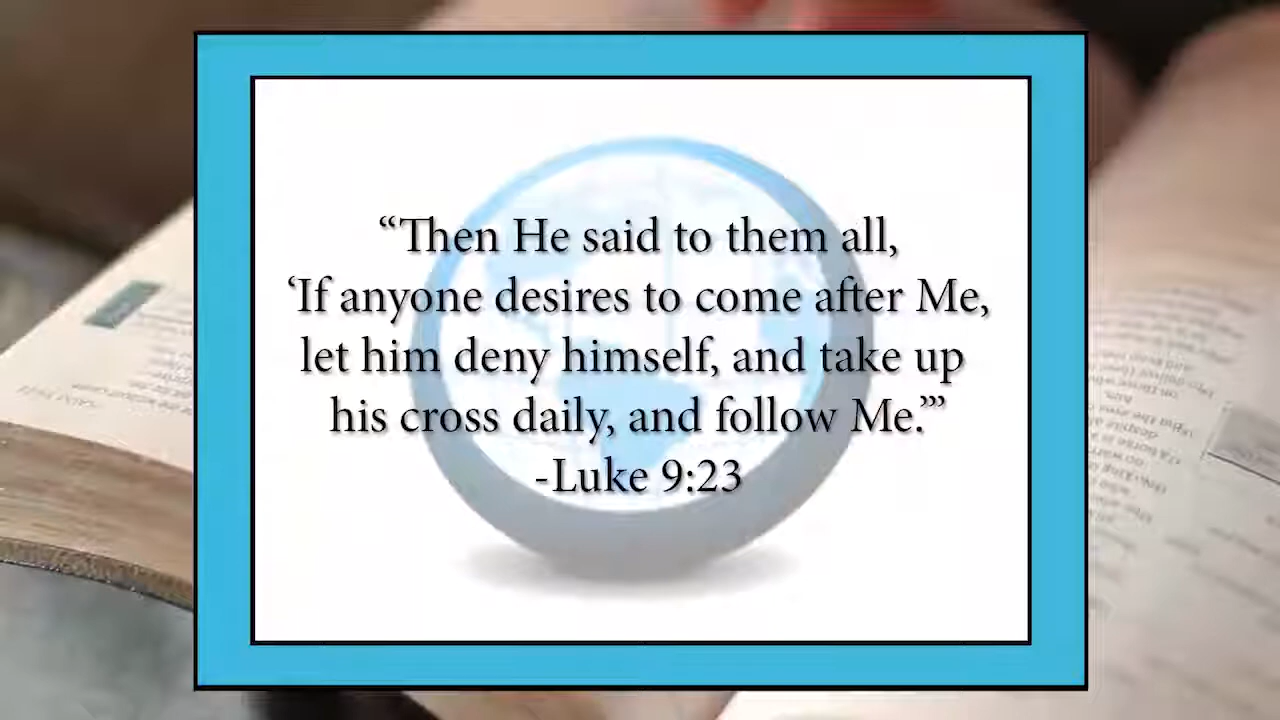 “Then He said to them all,
‘If anyone desires to come after Me,
let him deny himself, and take up
his cross daily, and follow Me.’”
-Luke 9:23